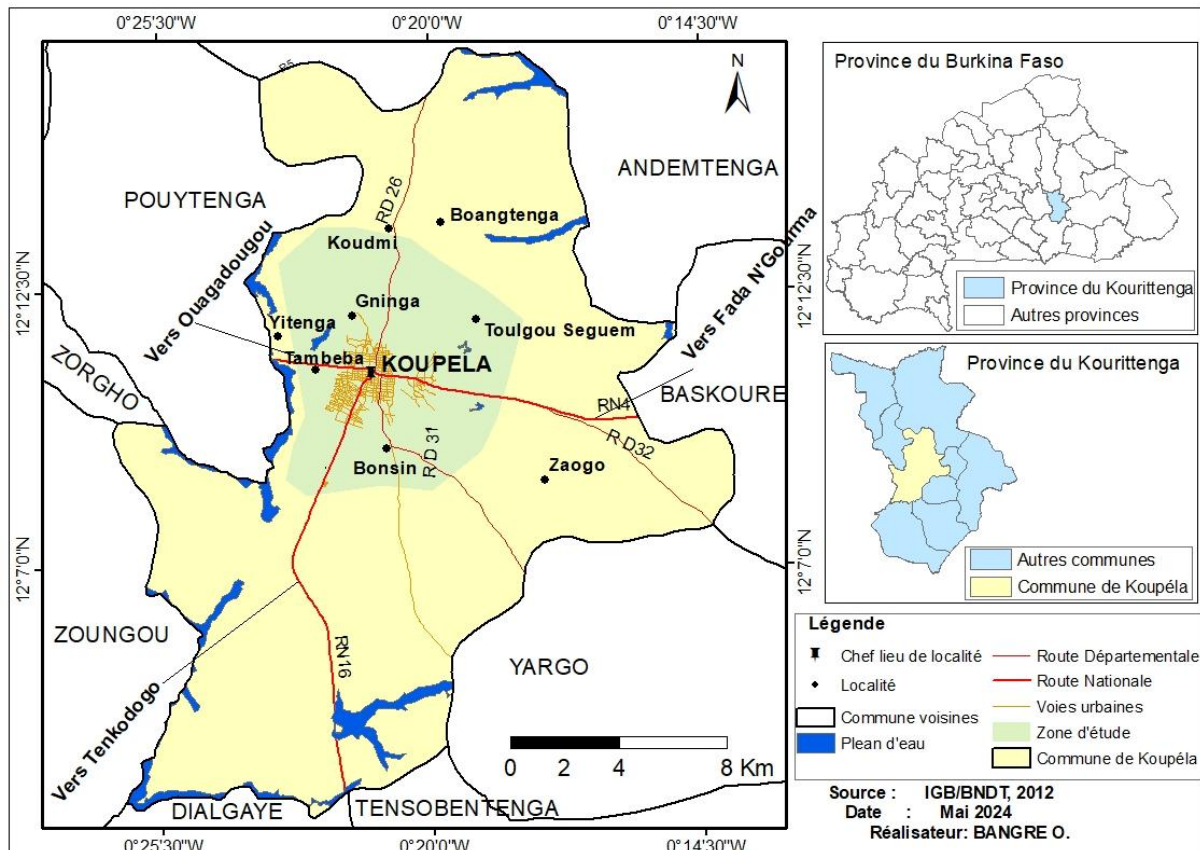 0°25'30"W 0°20'0"W 0°14'30"W
N
R5
ANDEMTENGA
POUYTENGA
RD 26
Boangtenga
Koudmi
Vers Ouagadougou
Vers Fada N'Gourma
12°12'30"N
12°12'30"N
Gninga
Toulgou Seguem
Yitenga
Tambeba
KOUPELA
ZORGHO
BASKOURE
RN4
R D32
R D 31
Bonsin
Zaogo
12°7'0"N
12°7'0"N
ZOUNGOU
YARGO
RN16
Vers Tenkodogo
0 2 4 8 Km
DIALGAYE
TENSOBENTENGA
0°25'30"W 0°20'0"W 0°14'30"W
Province du Burkina Faso
Province du Kourittenga
Autres provinces
Province du Kourittenga
Autres communes
Commune de Koupéla
Légende
Chef lieu de localité
Localité
Commune voisines
Plean d'eau
Route Départementale
Route Nationale
Voies urbaines
Zone d'étude
Commune de Koupéla
Source : IGB/BNDT, 2012
Date : Mai 2024
Réalisateur: BANGRE O.